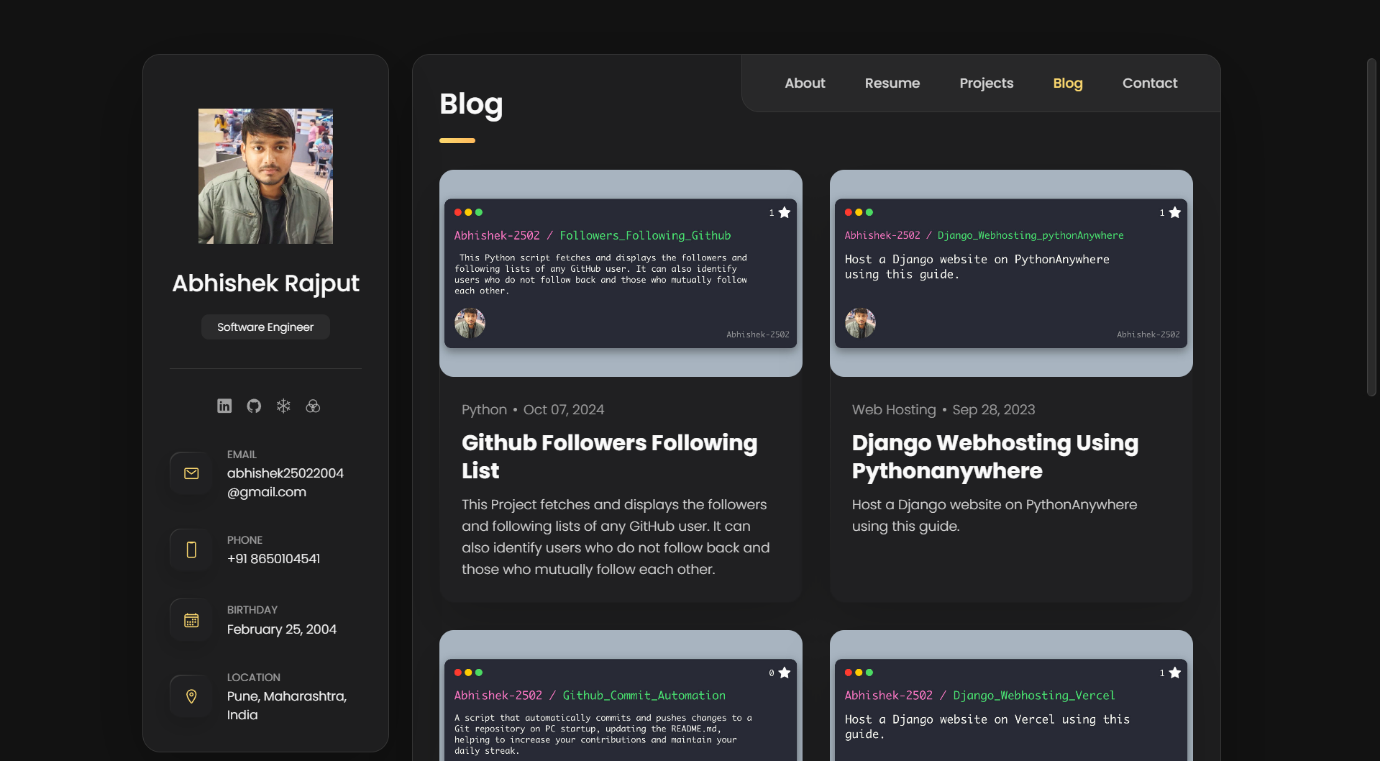 Abhishek Rajput
Software Engineer
EMAIL
abhishek25022004
@gmail.com
PHONE
+91 8650104541
BIRTHDAY
February 25, 2004
LOCATION
Pune, Maharashtra,
India
About Resume Projects Blog Contact
Blog
1
Abhishek-2502 / Followers_Following_Github
This Python script fetches and displays the followers and
following lists of any GitHub user. It can also identify
users who do not follow back and those who mutually follow
each other.
Abhishek-2502
Python • Oct 07, 2024
Github Followers Following
List
This Project fetches and displays the followers
and following lists of any GitHub user. It can
also identify users who do not follow back and
those who mutually follow each other.
1
Abhishek-2502 / Django_Webhosting_pythonAnywhere
Host a Django website on PythonAnywhere
using this guide.
Abhishek-2502
Web Hosting • Sep 28, 2023
Django Webhosting Using
Pythonanywhere
Host a Django website on PythonAnywhere
using this guide.
0
Abhishek-2502 / Github_Commit_Automation
A script that automatically commits and pushes changes to a
Git repository on PC startup, updating the README.md,
helping to increase your contributions and maintain your
daily streak.
1
Abhishek-2502 / Django_Webhosting_Vercel
Host a Django website on Vercel using this
guide.